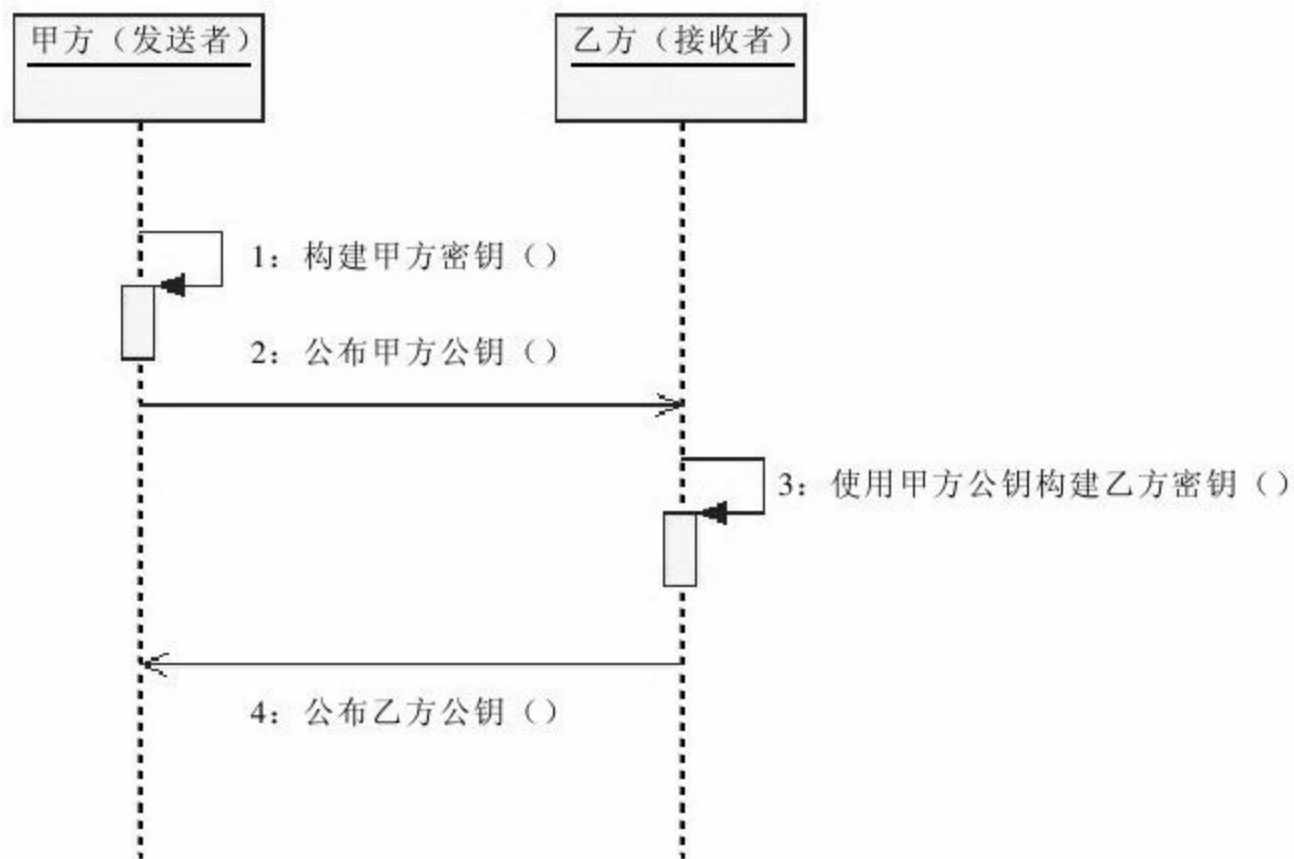 甲方（发送者）
乙方（接收者）
1：构建甲方密钥（）
2：公布甲方公钥（）
3：使用甲方公钥构建乙方密钥（）
4：公布乙方公钥（）